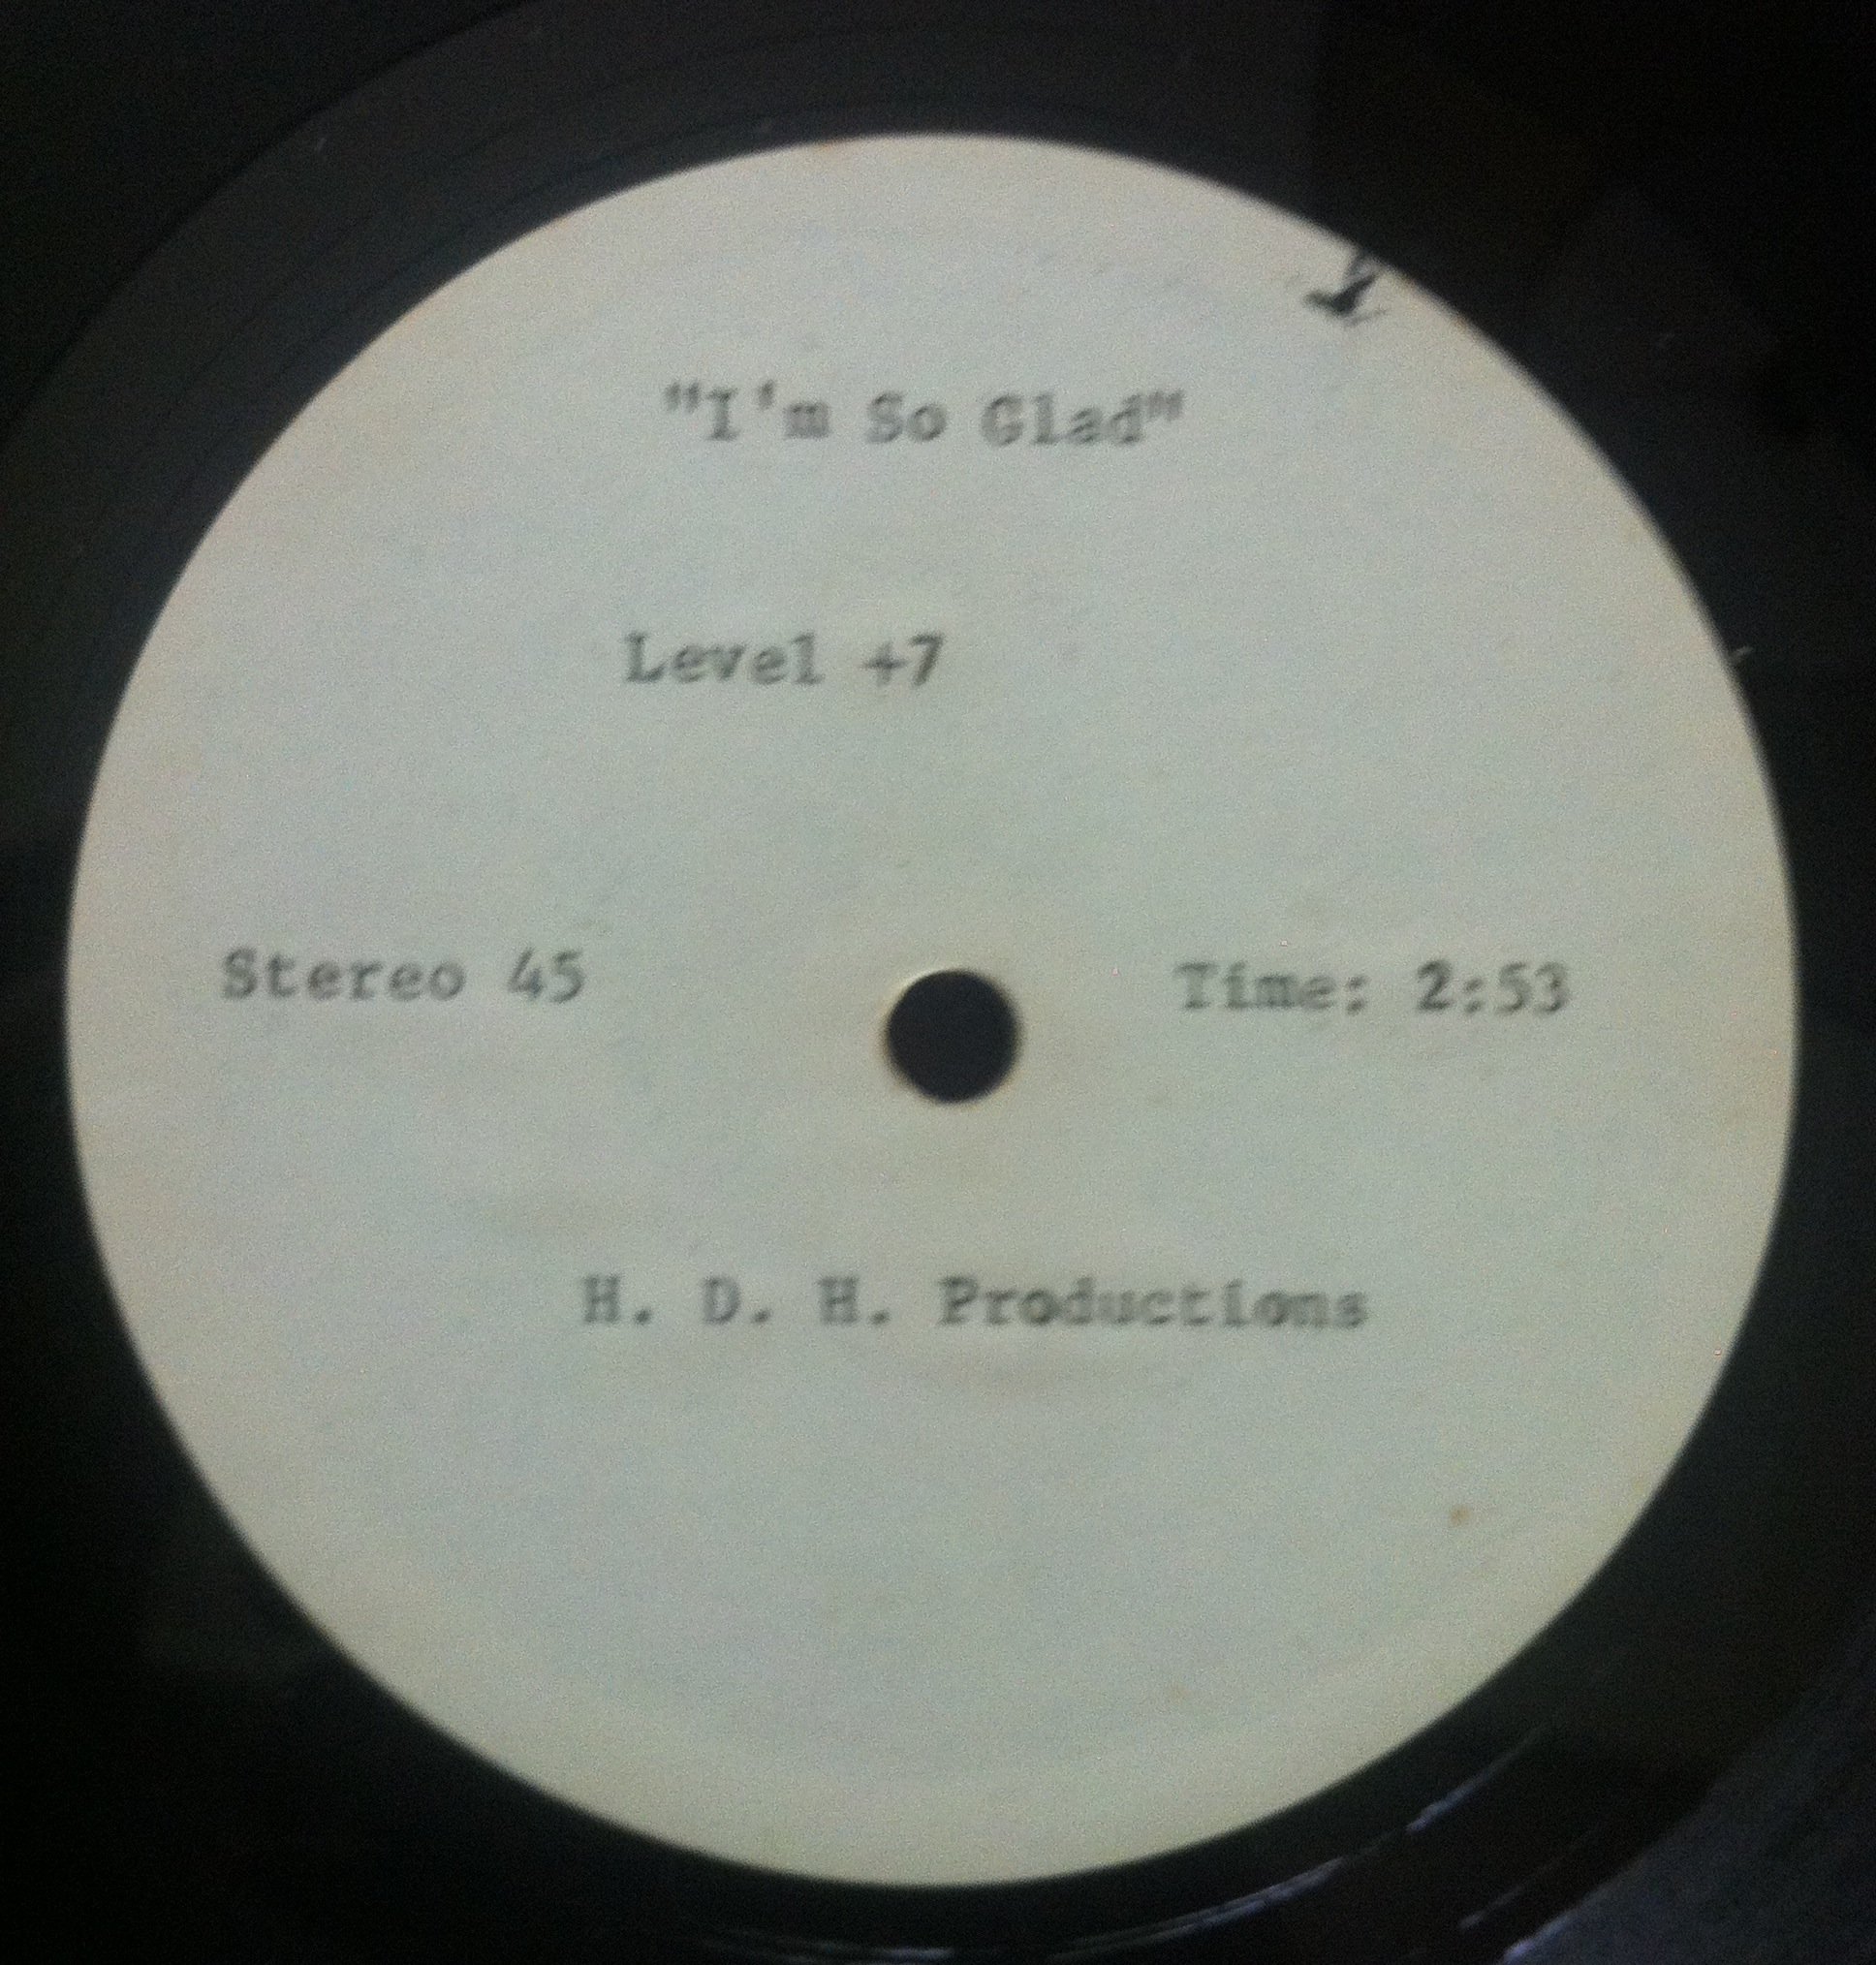 "I'm So Glad"
Level +7
Stereo 45
Time: 2:53
H. D. H. Productions